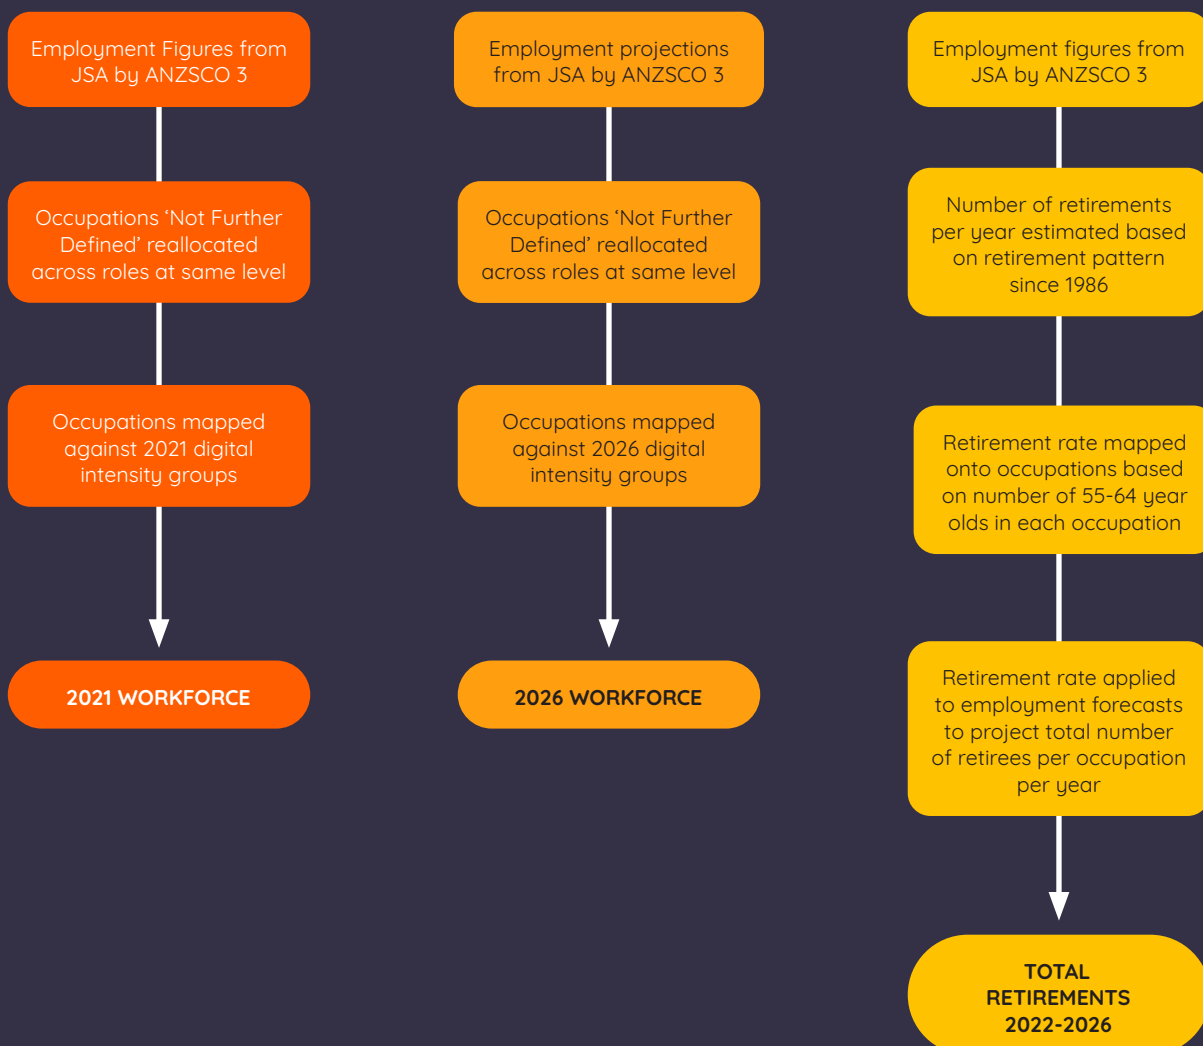 Employment Figures from
JSA by ANZSCO 3
Occupations ‘Not Further
Defined’ reallocated
across roles at same level
Occupations mapped
against 2021 digital
intensity groups
2021 WORKFORCE
Employment projections
from JSA by ANZSCO 3
Occupations ‘Not Further
Defined’ reallocated
across roles at same level
Occupations mapped
against 2026 digital
intensity groups
2026 WORKFORCE
Employment figures from
JSA by ANZSCO 3
Number of retirements
per year estimated based
on retirement pattern
since 1986
Retirement rate mapped
onto occupations based
on number of 55-64 year
olds in each occupation
Retirement rate applied
to employment forecasts
to project total number
of retirees per occupation
per year
TOTAL
RETIREMENTS
2022-2026